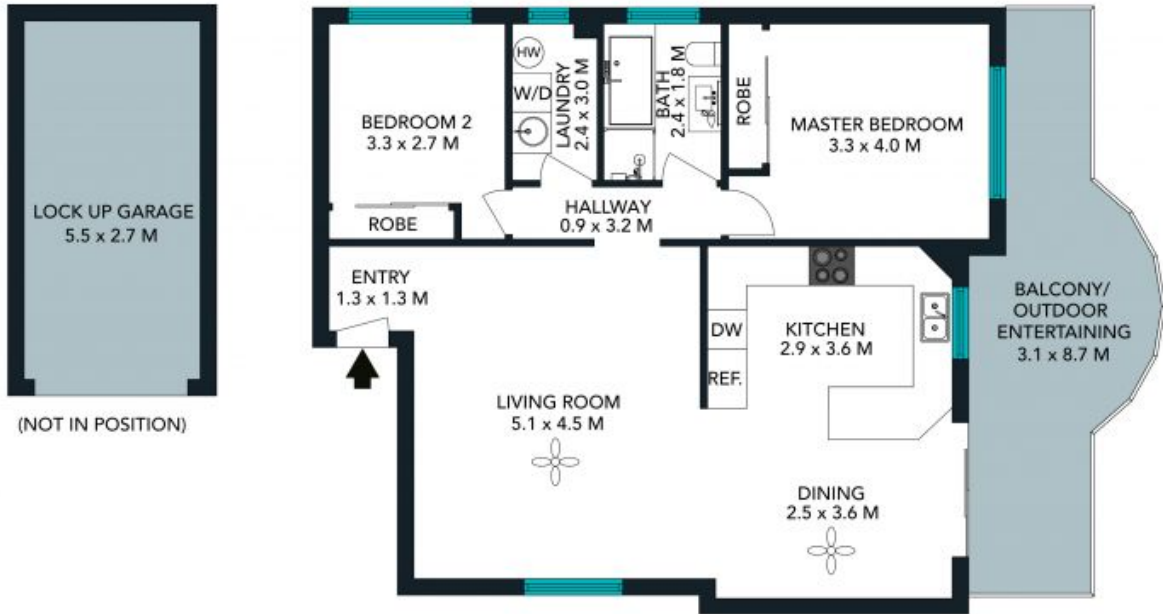 LOCK UP GARAGE
5.5 x 2.7 M
(NOT IN POSITION)
BEDROOM 2
3.3 x 2.7 M
ROBE
HW
W/D
LAUNDRY
2.4 x 3.0 M
BATH
2.4 x 1.8 M
ROBE
MASTER BEDROOM
3.3 x 4.0 M
HALLWAY
0.9 x 3.2 M
ENTRY
1.3 x 1.3 M
LIVING ROOM
5.1 x 4.5 M
DW
REF.
KITCHEN
2.9 x 3.6 M
DINING
2.5 x 3.6 M
BALCONY/
OUTDOOR
ENTERTAINING
3.1 x 8.7 M